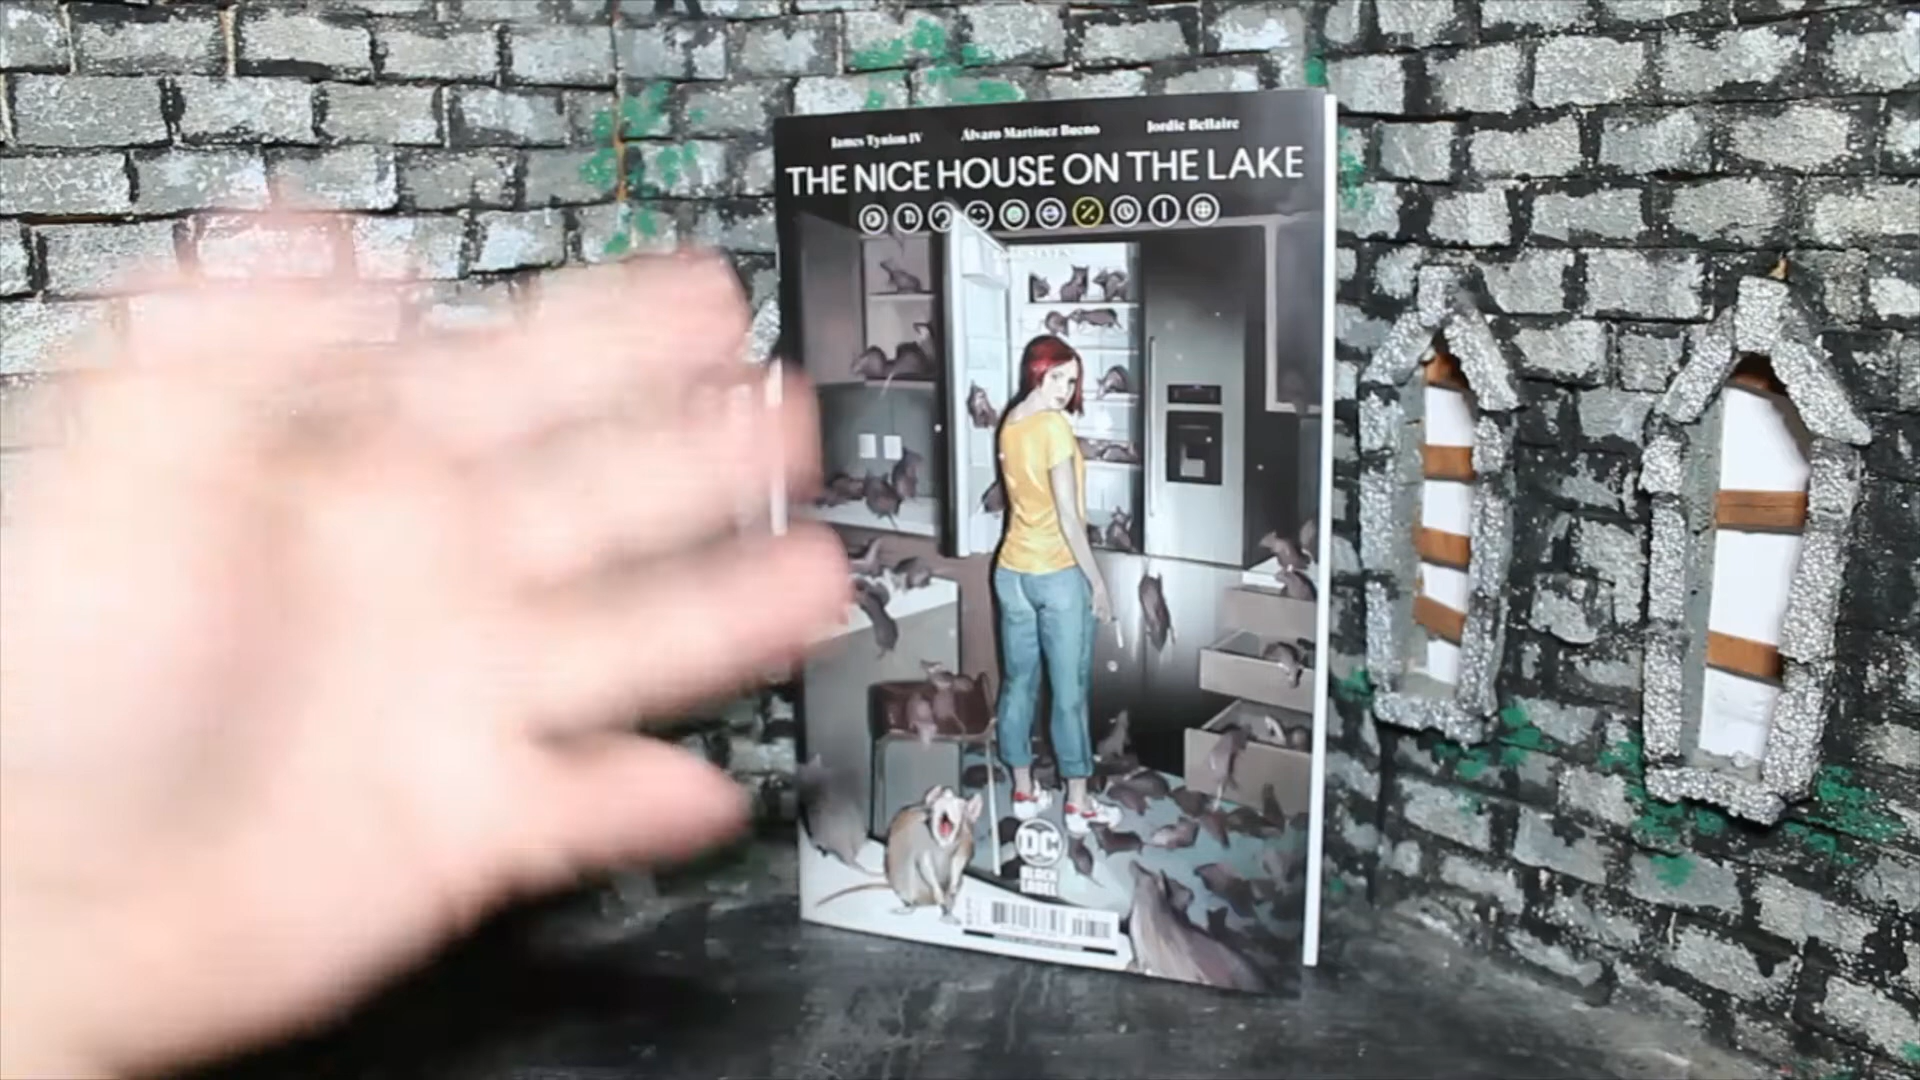 James Tynion IV Álvaro Martínez Bueno Jordie Bellaire
THE NICE HOUSE ON THE LAKE
DC
BLACK
LABEL